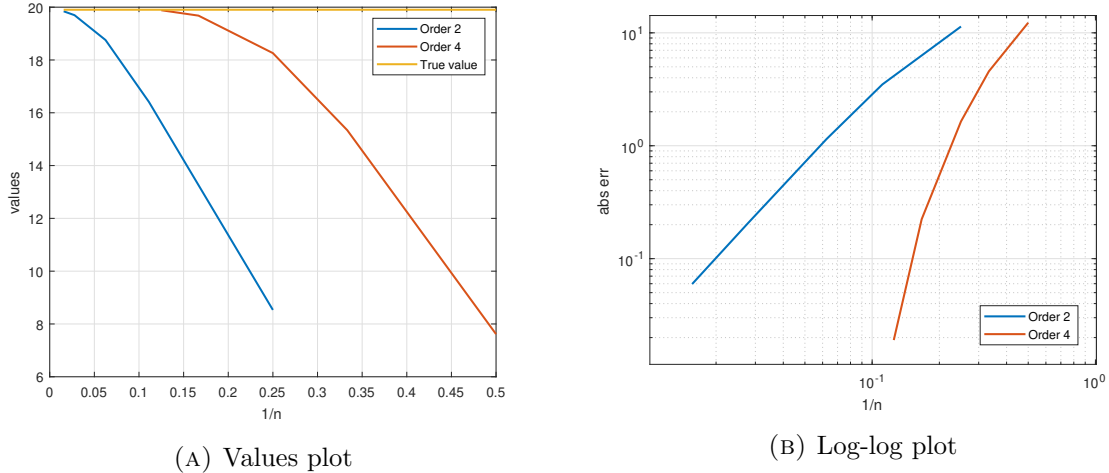 20
18
16
14
12
10
8
6
values
0 0.05 0.1 0.15 0.2 0.25 0.3 0.35 0.4 0.45 0.5
1/n
Order 2
Order 4
True value
(A) Values plot
10^1
10^0
10^-1
abs err
10^-1 10^0
1/n
Order 2
Order 4
(B) Log-log plot